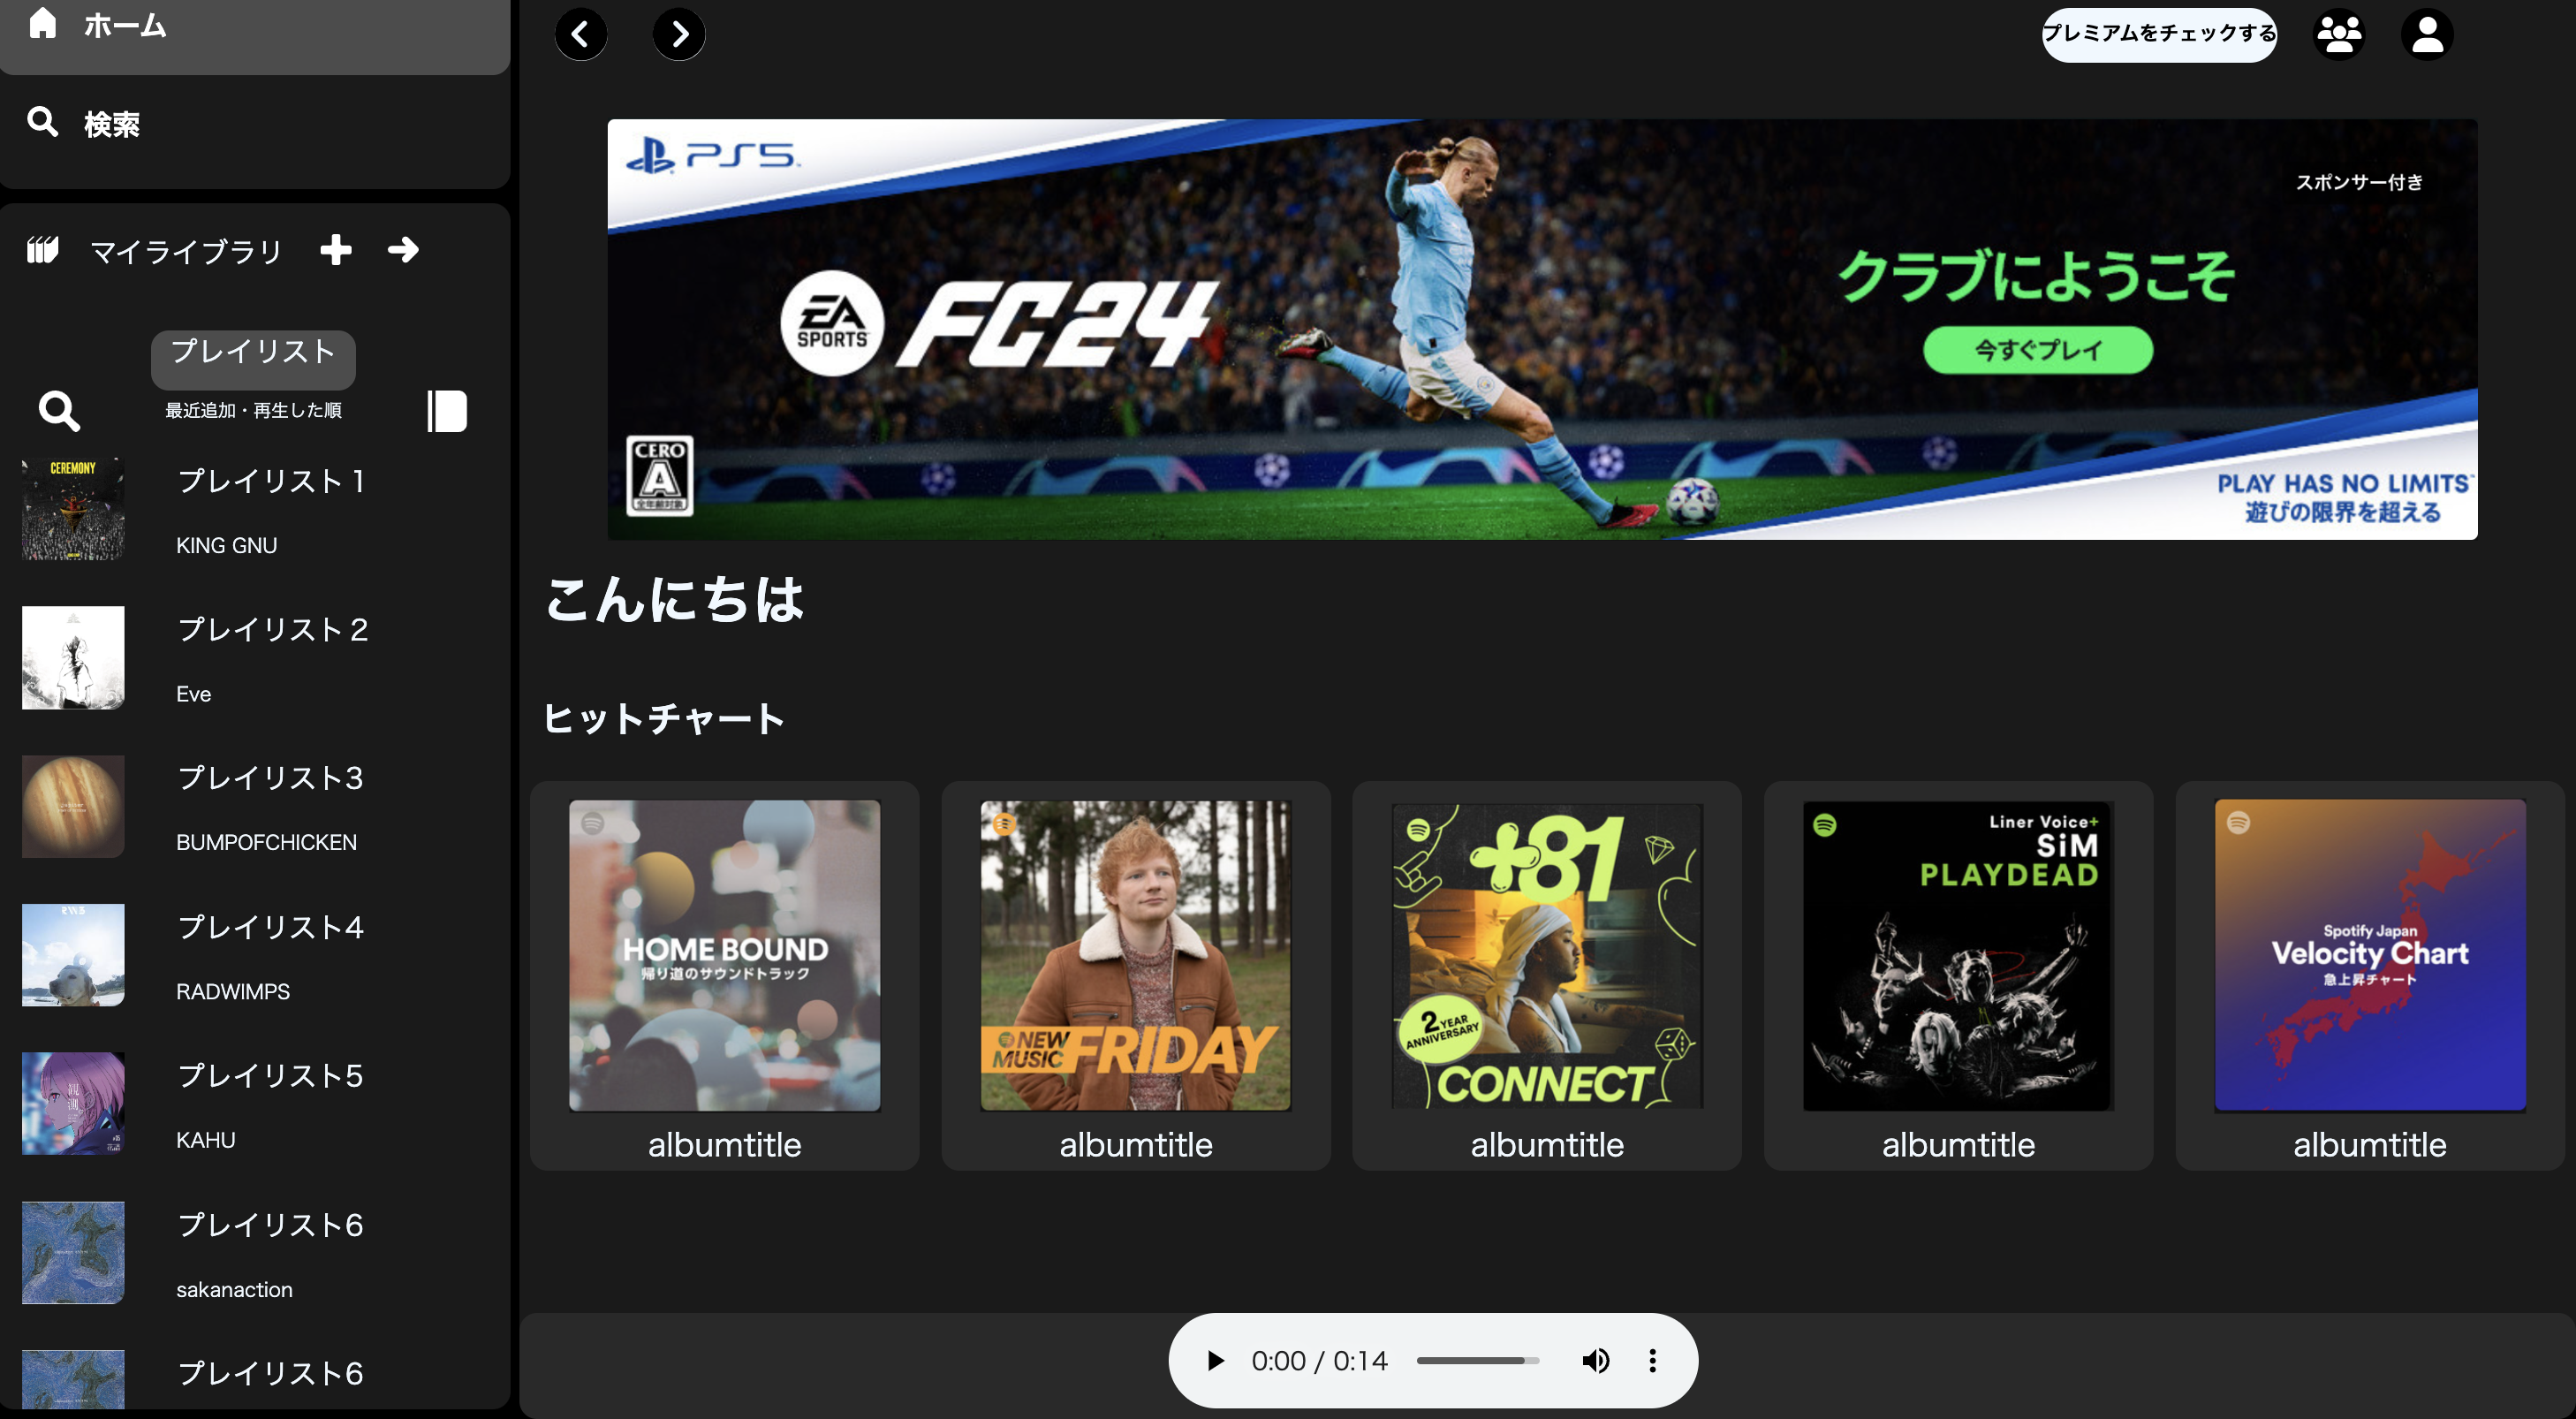 ホーム
検索
マイライブラリ
プレイリスト
最近追加・再生した順
CEREMONY
プレイリスト 1
KING GNU
プレイリスト 2
Eve
プレイリスト3
BUMPOFCHICKEN
プレイリスト4
RADWIMPS
プレイリスト5
KAHU
プレイリスト6
sakanaction
プレイリスト6
プレミアムをチェックする
PS5
スポンサー付き
EA SPORTS FC24
クラブにようこそ
今すぐプレイ
CERO
A
全年齢対象
PLAY HAS NO LIMITS™
遊びの限界を超える
こんにちは
ヒットチャート
HOME BOUND
帰り道のサウンドトラック
albumtitle
NEW MUSIC FRIDAY
albumtitle
+81
2 YEAR
ANNIVERSARY
CONNECT
albumtitle
Liner Voice+
SiM
PLAYDEAD
albumtitle
Spotify Japan
Velocity Chart
急上昇チャート
albumtitle
0:00 / 0:14